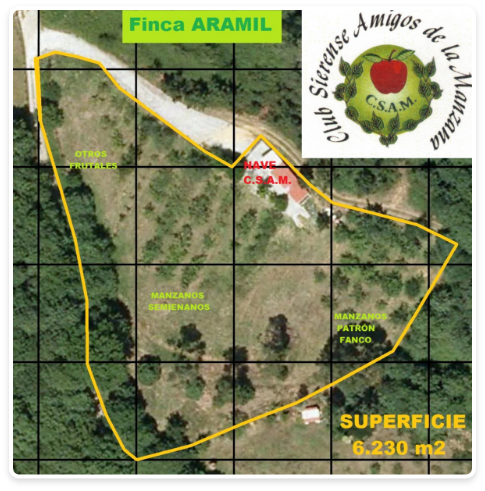 Finca ARAMIL
Club Sierense Amigos de la Manzana
C.S.A.M.
OTROS
FRUTALES
NAVE
C.S.A.M.
MANZANOS
SEMIENANOS
MANZANOS
PATRÓN
FANCO
SUPERFICIE
6.230 m2